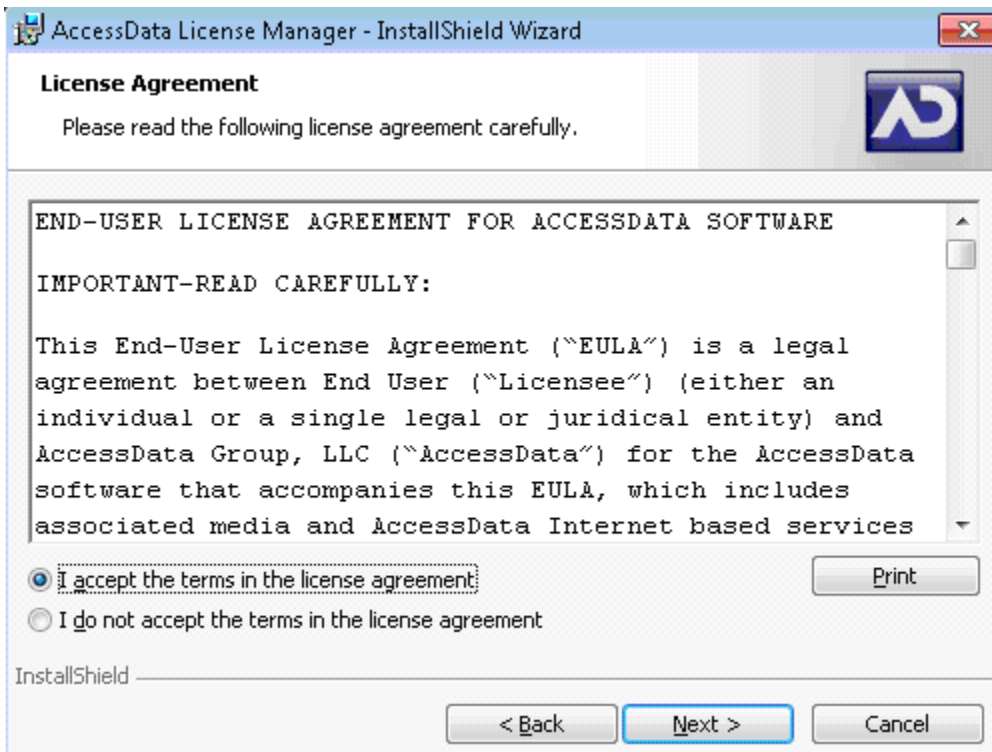 AccessData License Manager - InstallShield Wizard
License Agreement
Please read the following license agreement carefully.
AD
END-USER LICENSE AGREEMENT FOR ACCESSDATA SOFTWARE
IMPORTANT-READ CAREFULLY:
This End-User License Agreement (“EULA”) is a legal
agreement between End User (“Licensee”) (either an
individual or a single legal or juridical entity) and
AccessData Group, LLC (“AccessData”) for the AccessData
software that accompanies this EULA, which includes
associated media and AccessData Internet based services
I accept the terms in the license agreement
Print
I do not accept the terms in the license agreement
InstallShield
< Back
Next >
Cancel